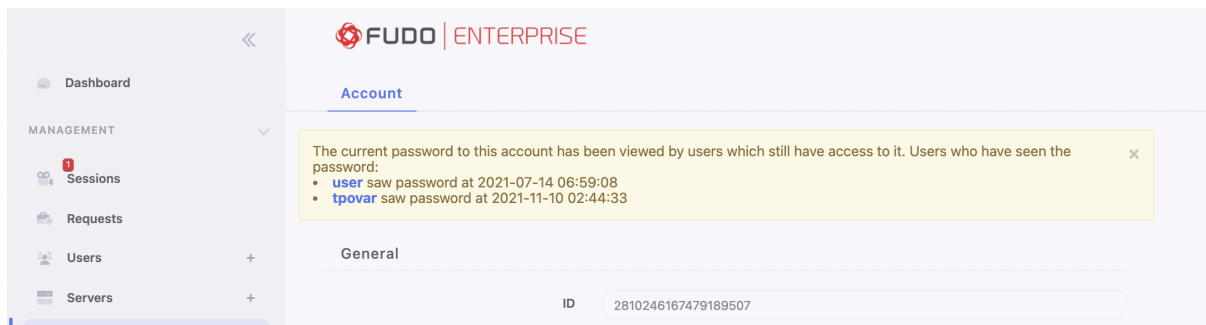 FUDO ENTERPRISE
Dashboard
Account
MANAGEMENT
The current password to this account has been viewed by users which still have access to it. Users who have seen the
password:
• user saw password at 2021-07-14 06:59:08
• tpovar saw password at 2021-11-10 02:44:33
1
Sessions
Requests
Users +
Servers +
General
ID 2810246167479189507